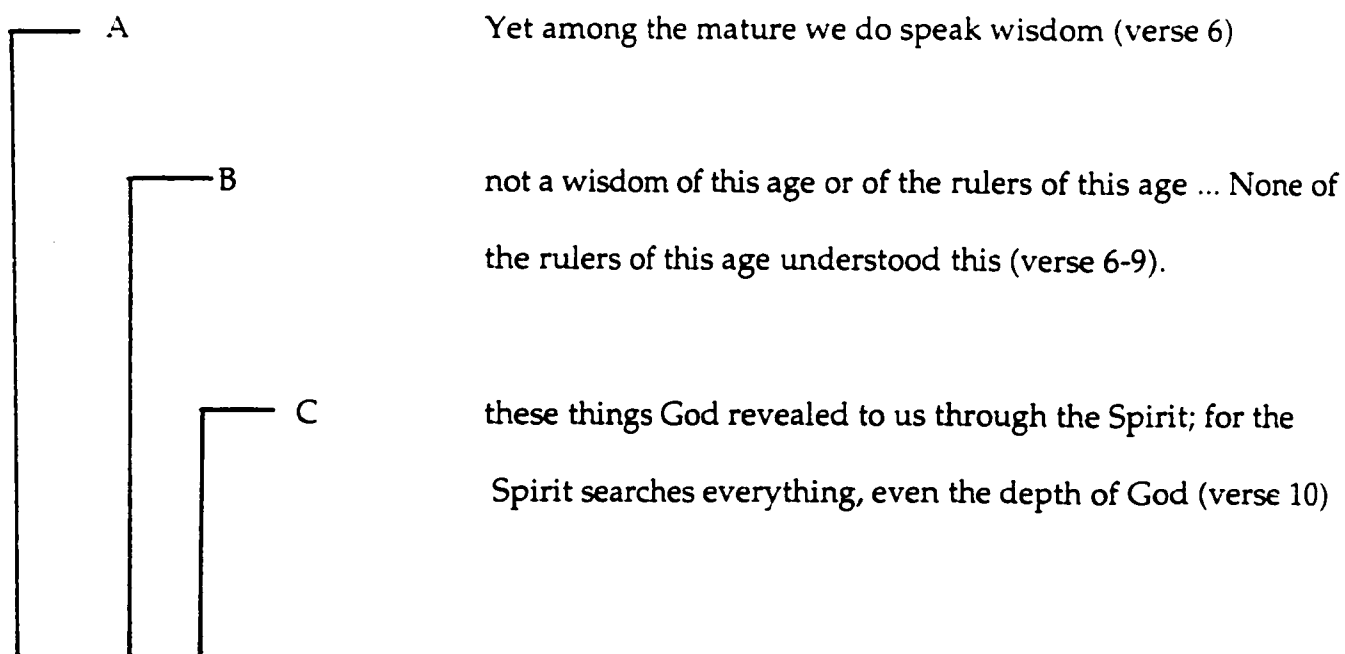 A Yet among the mature we do speak wisdom (verse 6)
B not a wisdom of this age or of the rulers of this age ... None of
the rulers of this age understood this (verse 6-9).
C these things God revealed to us through the Spirit; for the
Spirit searches everything, even the depth of God (verse 10)